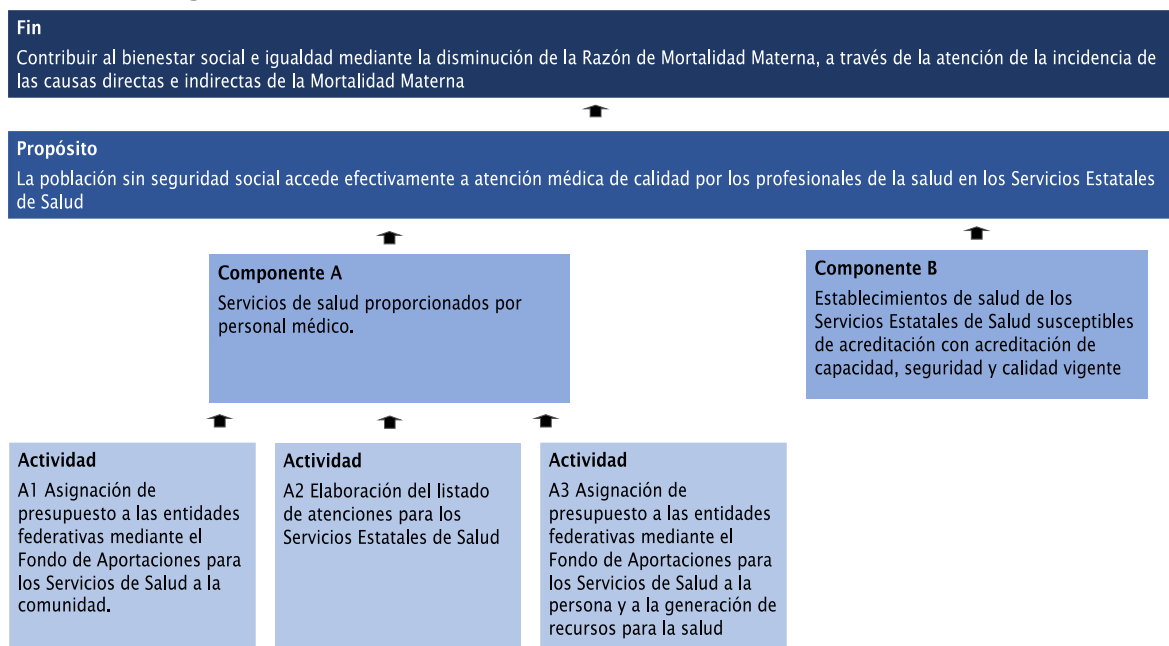 Fin
Contribuir al bienestar social e igualdad mediante la disminución de la Razón de Mortalidad Materna, a través de la atención de la incidencia de
las causas directas e indirectas de la Mortalidad Materna
Propósito
La población sin seguridad social accede efectivamente a atención médica de calidad por los profesionales de la salud en los Servicios Estatales
de Salud
Componente A
Servicios de salud proporcionados por
personal médico.
Componente B
Establecimientos de salud de los
Servicios Estatales de Salud susceptibles
de acreditación con acreditación de
capacidad, seguridad y calidad vigente
Actividad
A1 Asignación de
presupuesto a las entidades
federativas mediante el
Fondo de Aportaciones para
los Servicios de Salud a la
comunidad.
Actividad
A2 Elaboración del listado
de atenciones para los
Servicios Estatales de Salud
Actividad
A3 Asignación de
presupuesto a las entidades
federativas mediante el
Fondo de Aportaciones para
los Servicios de Salud a la
persona y a la generación de
recursos para la salud